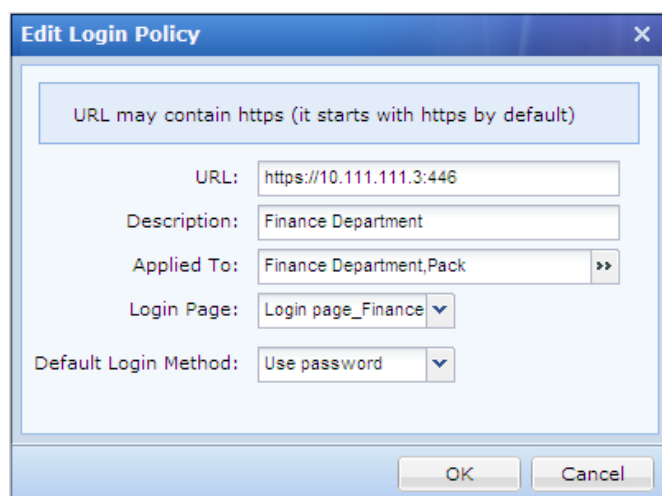 Edit Login Policy
URL may contain https (it starts with https by default)
URL: https://10.111.111.3:446
Description: Finance Department
Applied To: Finance Department,Pack
Login Page: Login page_Finance
Default Login Method: Use password
OK Cancel